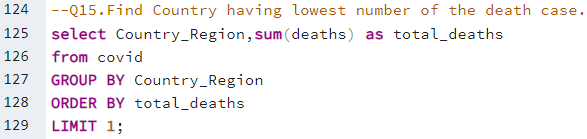 124 --Q15.Find Country having lowest number of the death case.
125 select Country_Region,sum(deaths) as total_deaths
126 from covid
127 GROUP BY Country_Region
128 ORDER BY total_deaths
129 LIMIT 1;